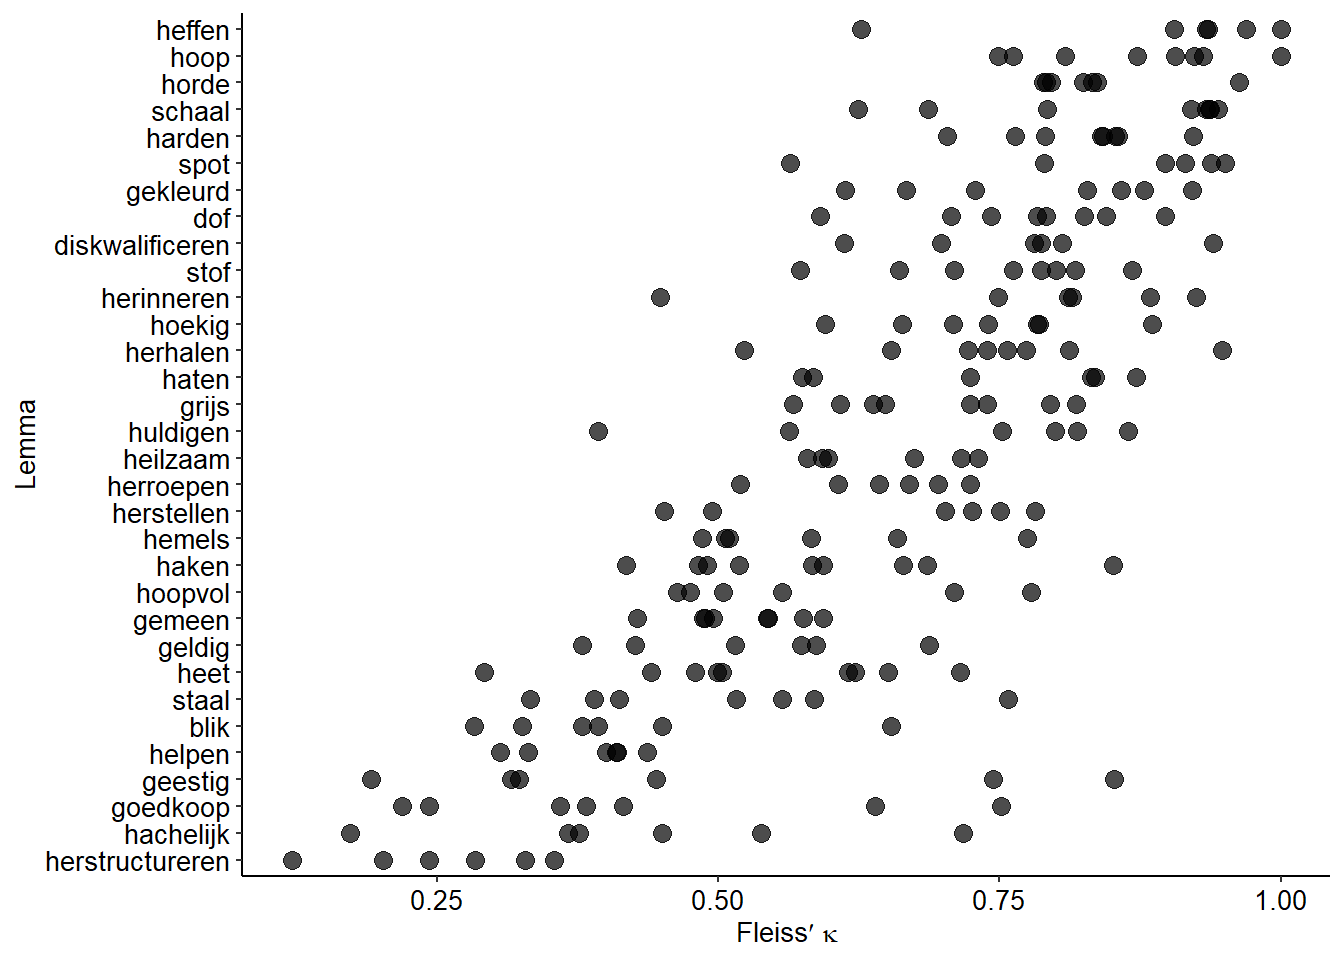 heffen
hoop
horde
schaal
harden
spot
gekleurd
dof
diskwalificeren
stof
herinneren
hoekig
herhalen
haten
grijs
huldigen
heilzaam
herroepen
herstellen
hemels
haken
hoopvol
gemeen
geldig
heet
staal
blik
helpen
geestig
goedkoop
hachelijk
herstructureren
Lemma
0.25 0.50 0.75 1.00
Fleiss′ κ